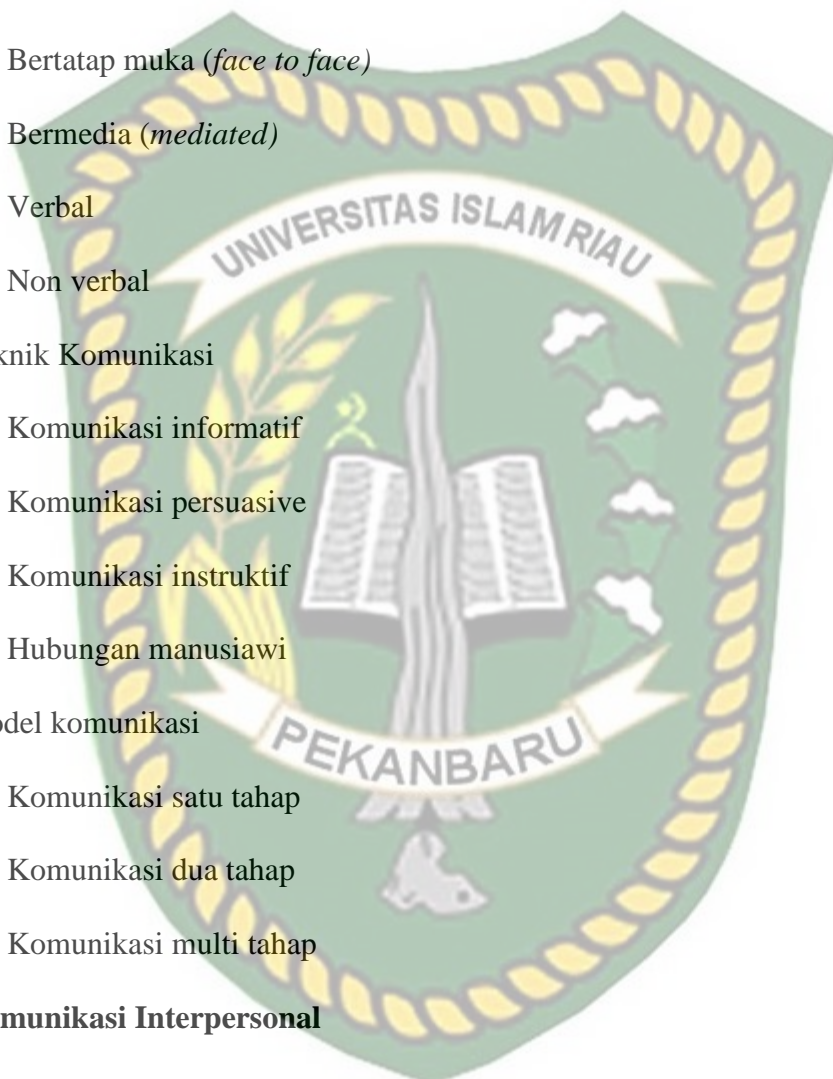 Bertatap muka (face to face)
Bermedia (mediated)
Verbal
UNIVERSITAS ISLAM RIAU
Non verbal
knik Komunikasi
Komunikasi informatif
Komunikasi persuasive
Komunikasi instruktif
Hubungan manusiawi
odel komunikasi
PEKANBARU
Komunikasi satu tahap
Komunikasi dua tahap
Komunikasi multi tahap
munikasi Interpersonal